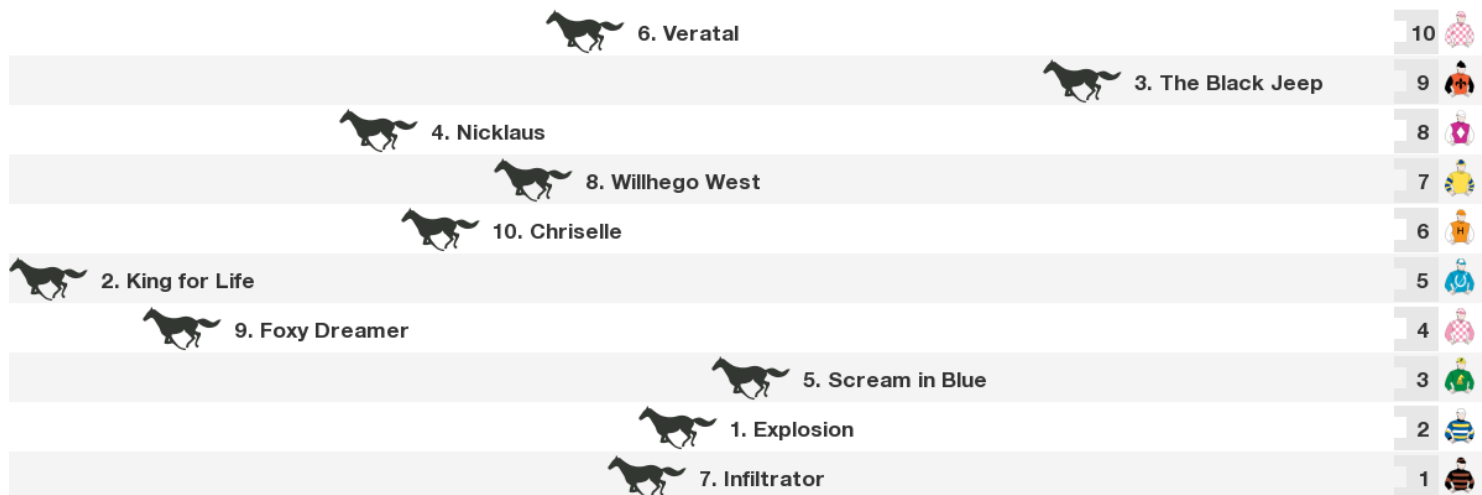 6. Veratal 10
3. The Black Jeep 9
4. Nicklaus 8
8. Willhego West 7
10. Chriselle 6
H
2. King for Life 5
9. Foxy Dreamer 4
5. Scream in Blue 3
1. Explosion 2
7. Infiltrator 1